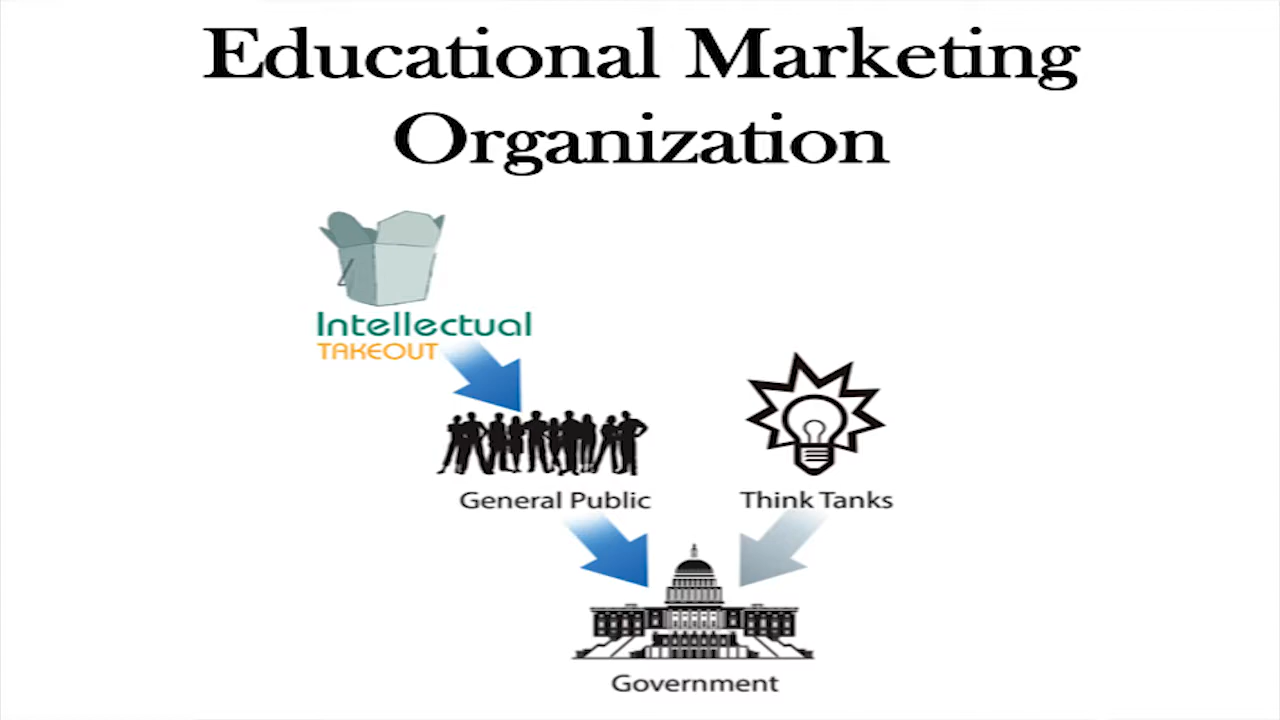 Educational Marketing
Organization
Intellectual
TAKEOUT
General Public
Think Tanks
Government